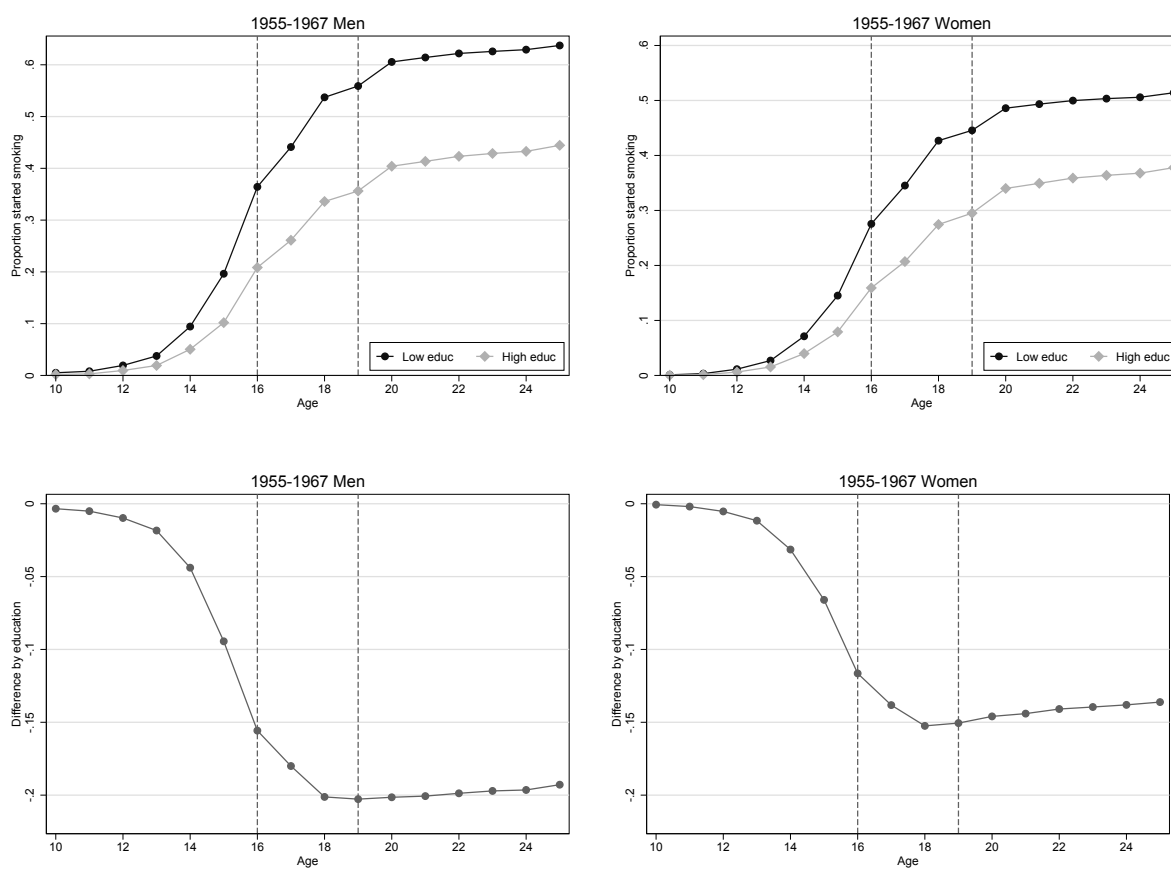 1955-1967 Men
Proportion started smoking
.6
.5
.4
.3
.2
.1
0
Low educ
High educ
10 12 14 16 18 20 22 24
Age
1955-1967 Women
Proportion started smoking
.6
.5
.4
.3
.2
.1
0
Low educ
High educ
10 12 14 16 18 20 22 24
Age
1955-1967 Men
Difference by education
0
-.05
-.1
-.15
-.2
10 12 14 16 18 20 22 24
Age
1955-1967 Women
Difference by education
0
-.05
-.1
-.15
-.2
10 12 14 16 18 20 22 24
Age